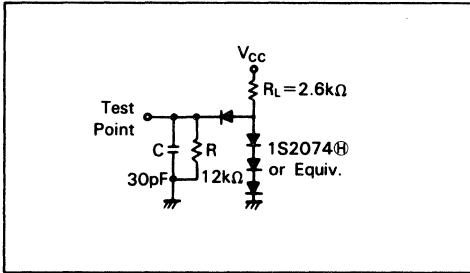 VCC
RL=2.6kΩ
Test
Point
C
R
1S2074Ⓗ
or Equiv.
30pF
12kΩ